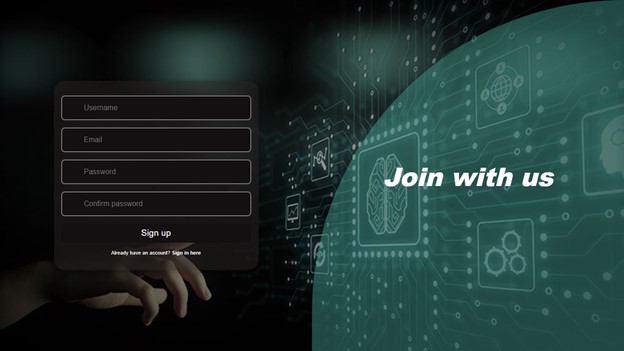 Username
Email
Password
Confirm password
Sign up
Already have an account? Sign in here
Join with us